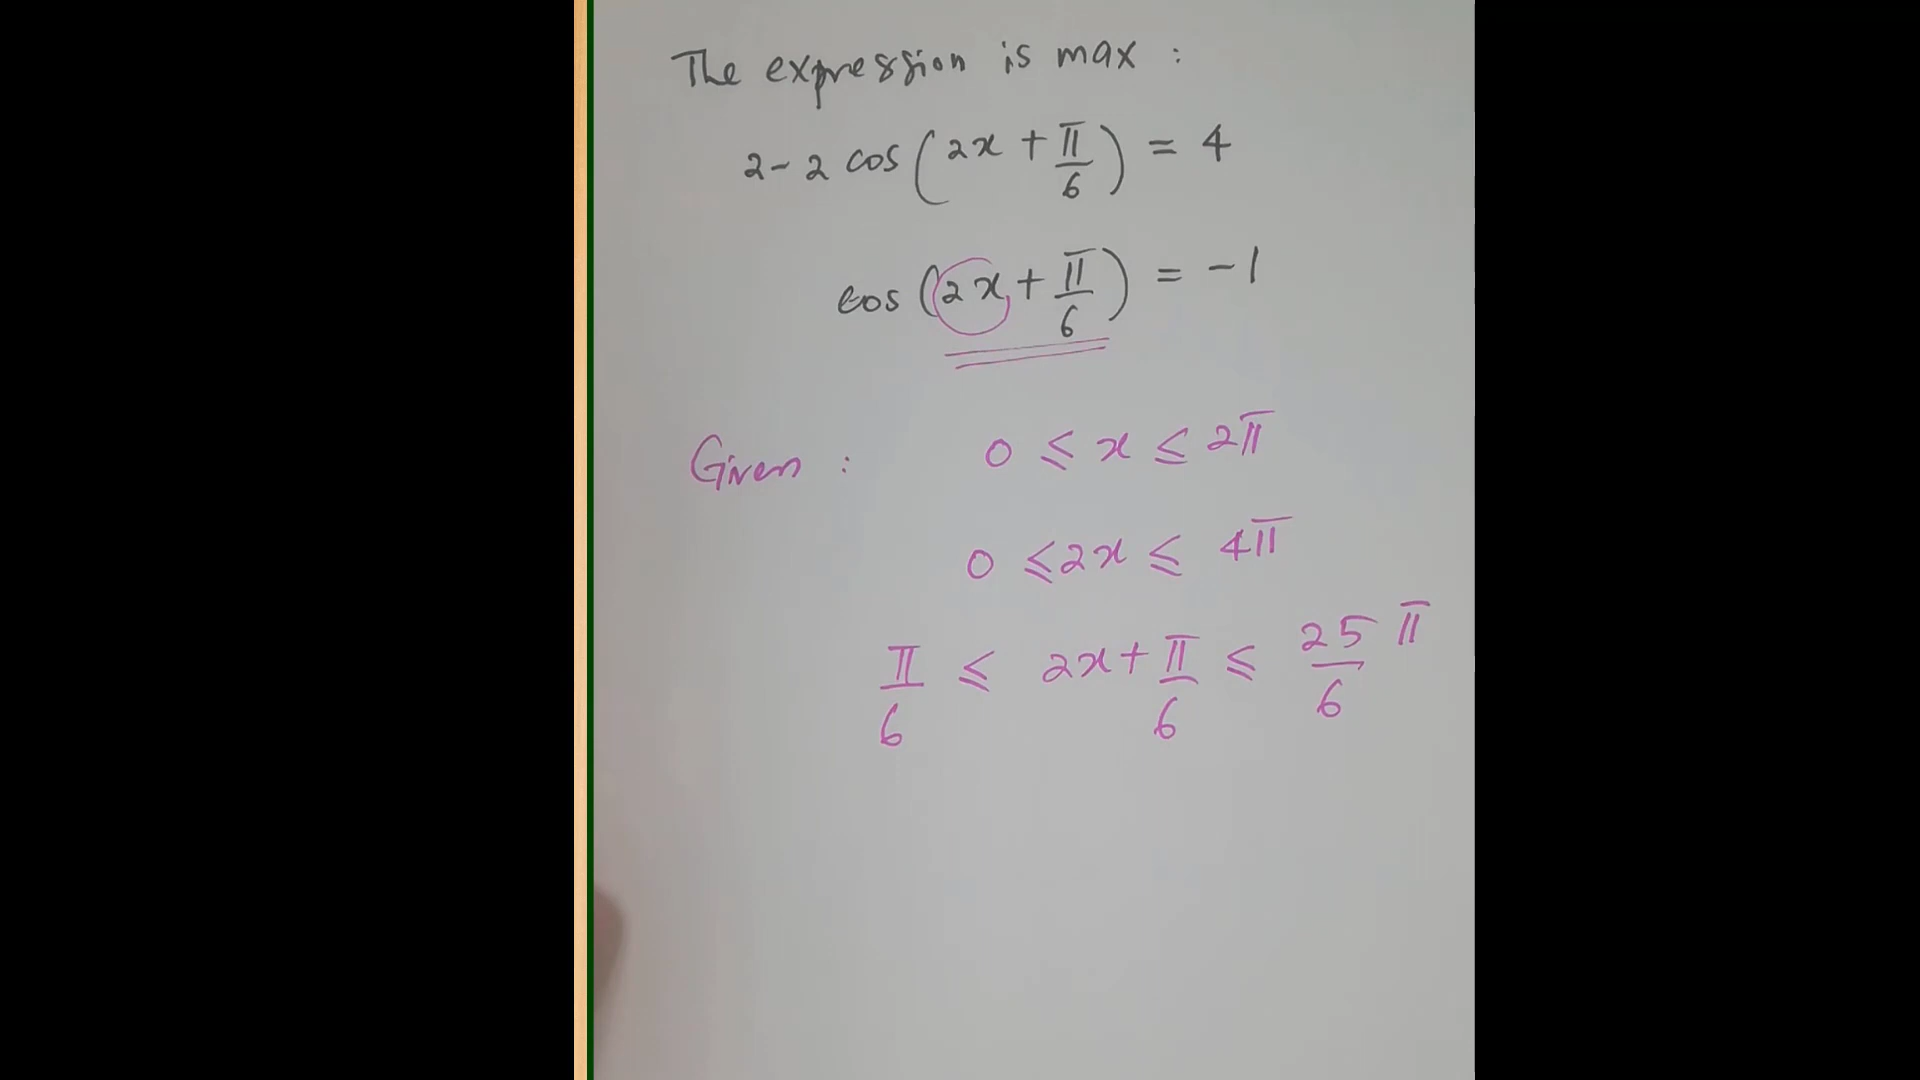 The expression is max :
2 - 2 cos(2x + π/6) = 4
cos(2x + π/6) = -1
Given : 0 ≤ x ≤ 2π
0 ≤ 2x ≤ 4π
π/6 ≤ 2x + π/6 ≤ 25/6 π